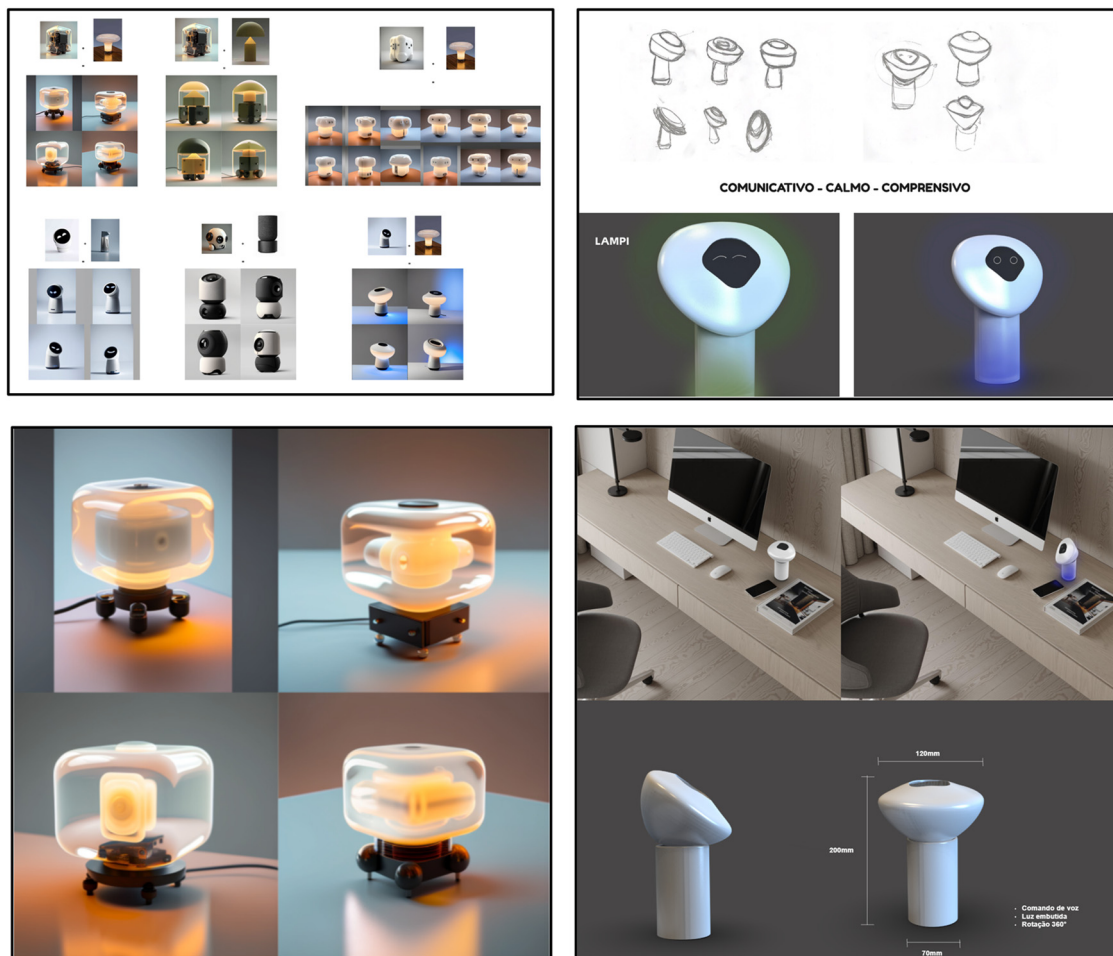 COMUNICATIVO - CALMO - COMPRENSIVO
LAMPI
120mm
200mm
70mm
• Comando de voz
• Luz embutida
• Rotação 360°